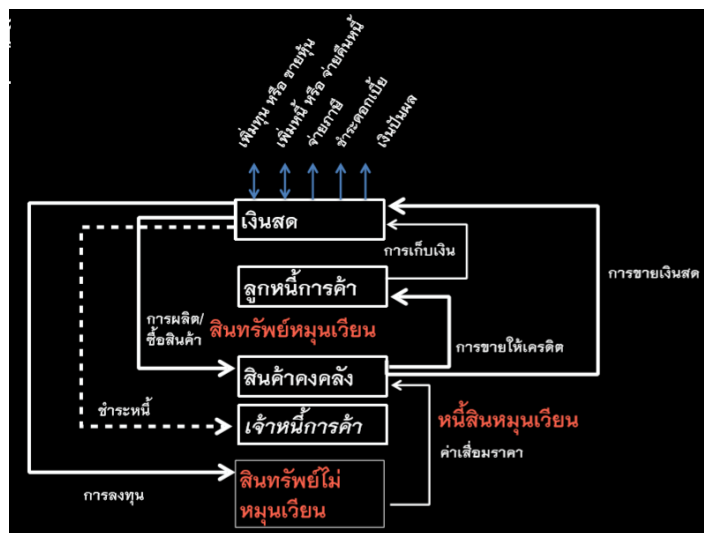 เพิ่มทุน หรือ ขายหุ้น
เพิ่มหนี้ หรือ จ่ายคืนหนี้
จ่ายภาษี
ชำระดอกเบี้ย
เงินปันผล
เงินสด
การเก็บเงิน
การขายเงินสด
ลูกหนี้การค้า
การผลิต/
ซื้อสินค้า
สินทรัพย์หมุนเวียน
การขายให้เครดิต
สินค้าคงคลัง
ชำระหนี้
เจ้าหนี้การค้า
หนี้สินหมุนเวียน
ค่าเสื่อมราคา
สินทรัพย์ไม่
หมุนเวียน
การลงทุน